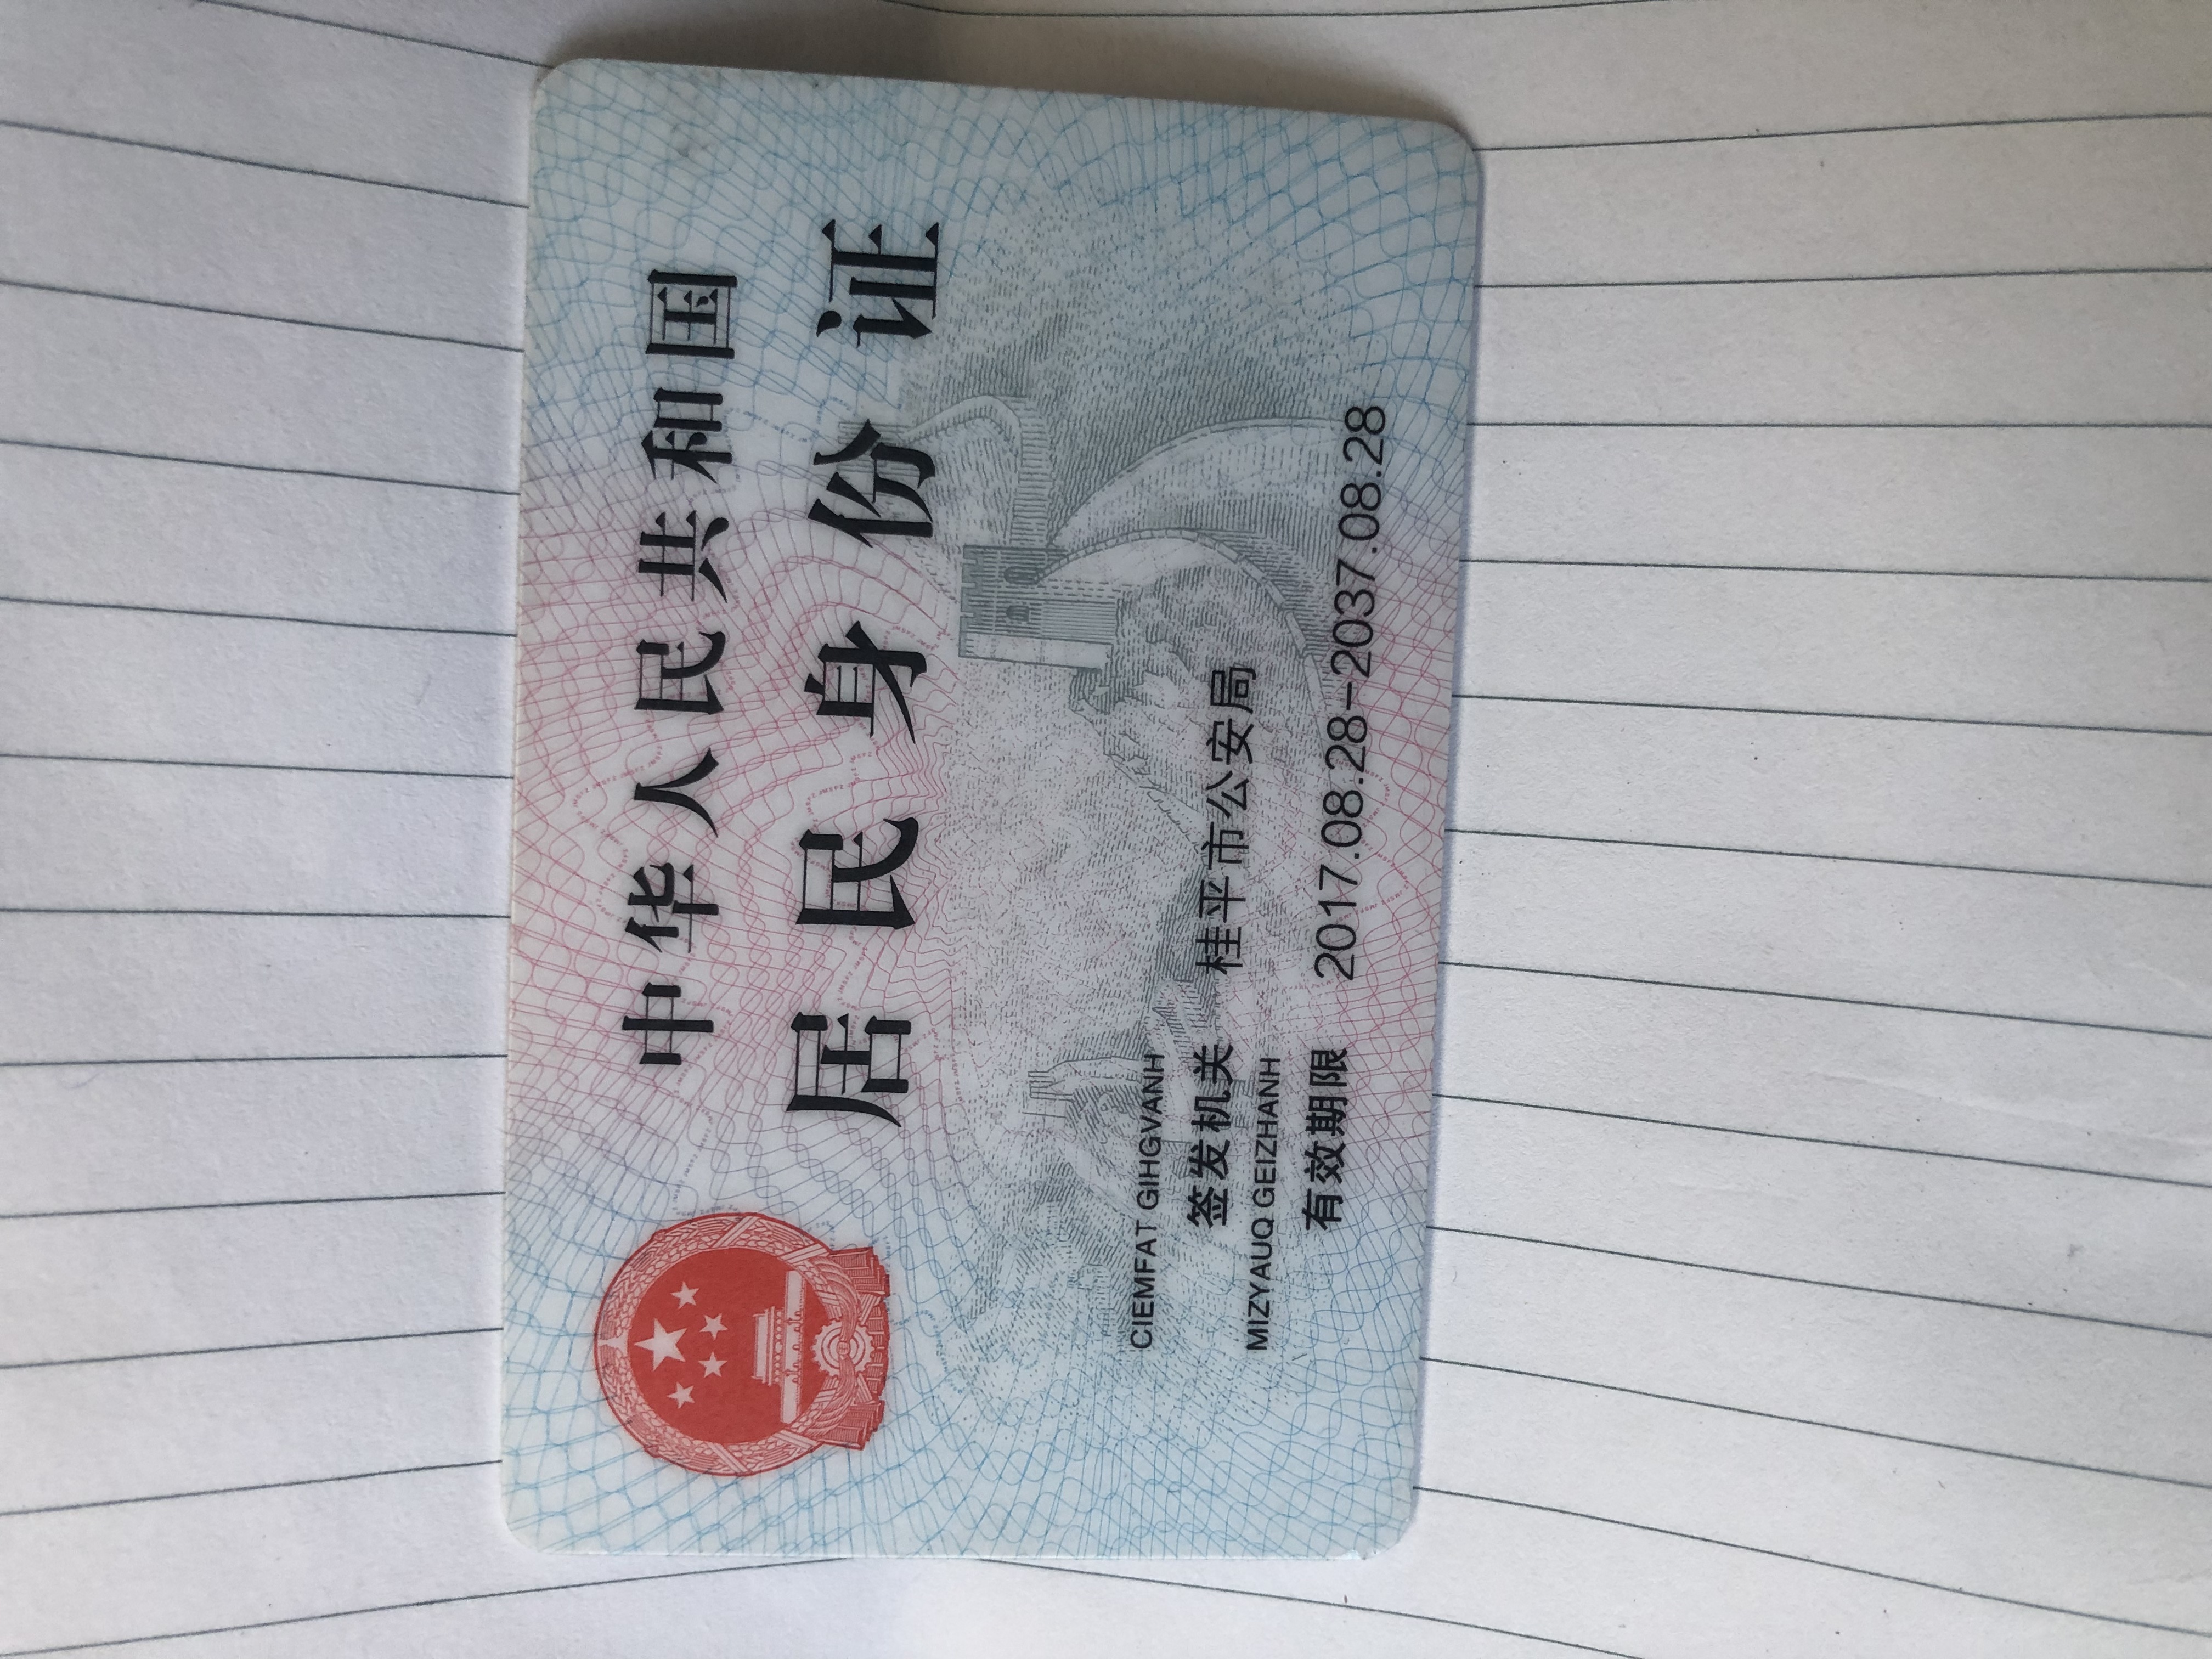 中华人民共和国
居民身份证
CIEMFAT GIHGVANH
签发机关 桂平市公安局
MIZYAUQ GEIZHANH
有效期限 2017.08.28-2037.08.28